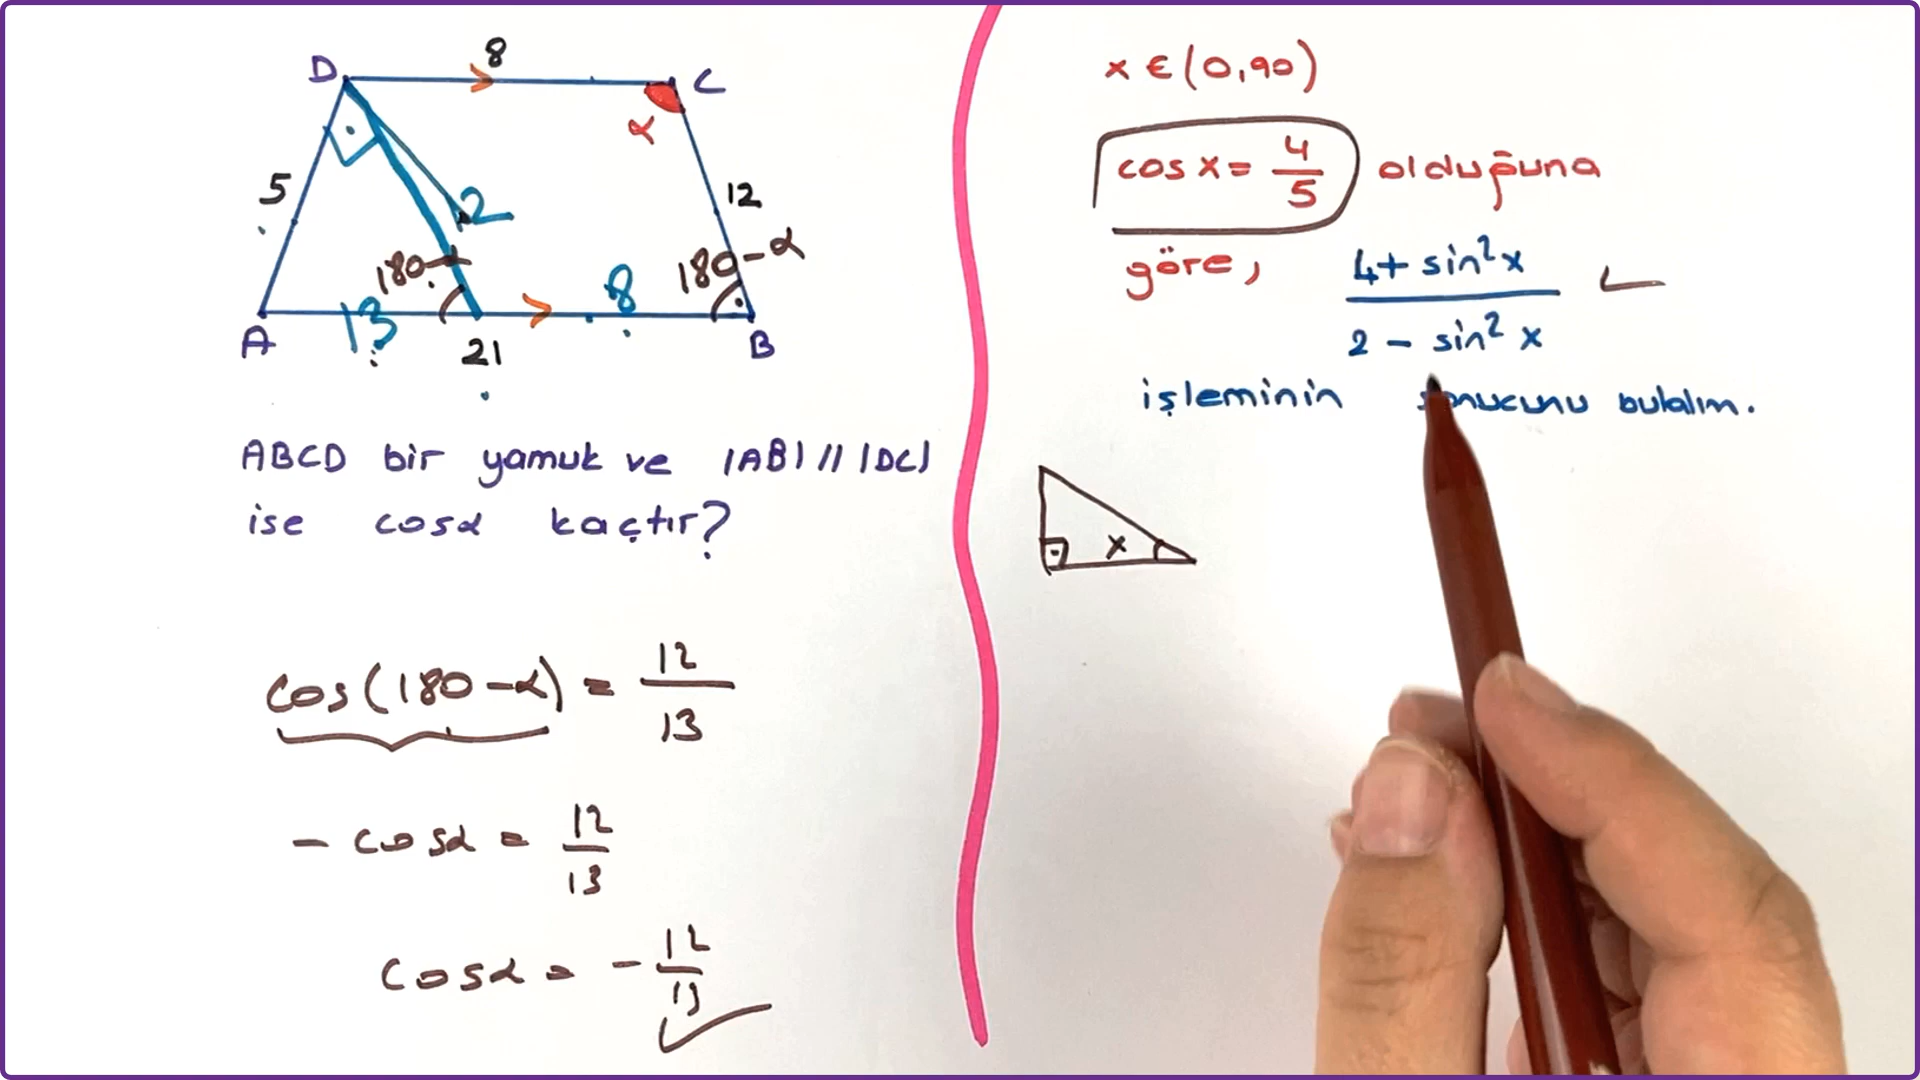 D 8 C
α
5 2 12
180- 180-α
13 8
A 21 B
ABCD bir yamuk ve |AB| // |DC|
ise cosα kaçtır?
cos(180-α) = 12/13
- cosα = 12/13
cosα = - 12/13
x ∈ (0,90)
cos x = 4/5 olduğuna
göre, 4+ sin²x / 2 - sin²x
işleminin sonucunu bulalım.
x